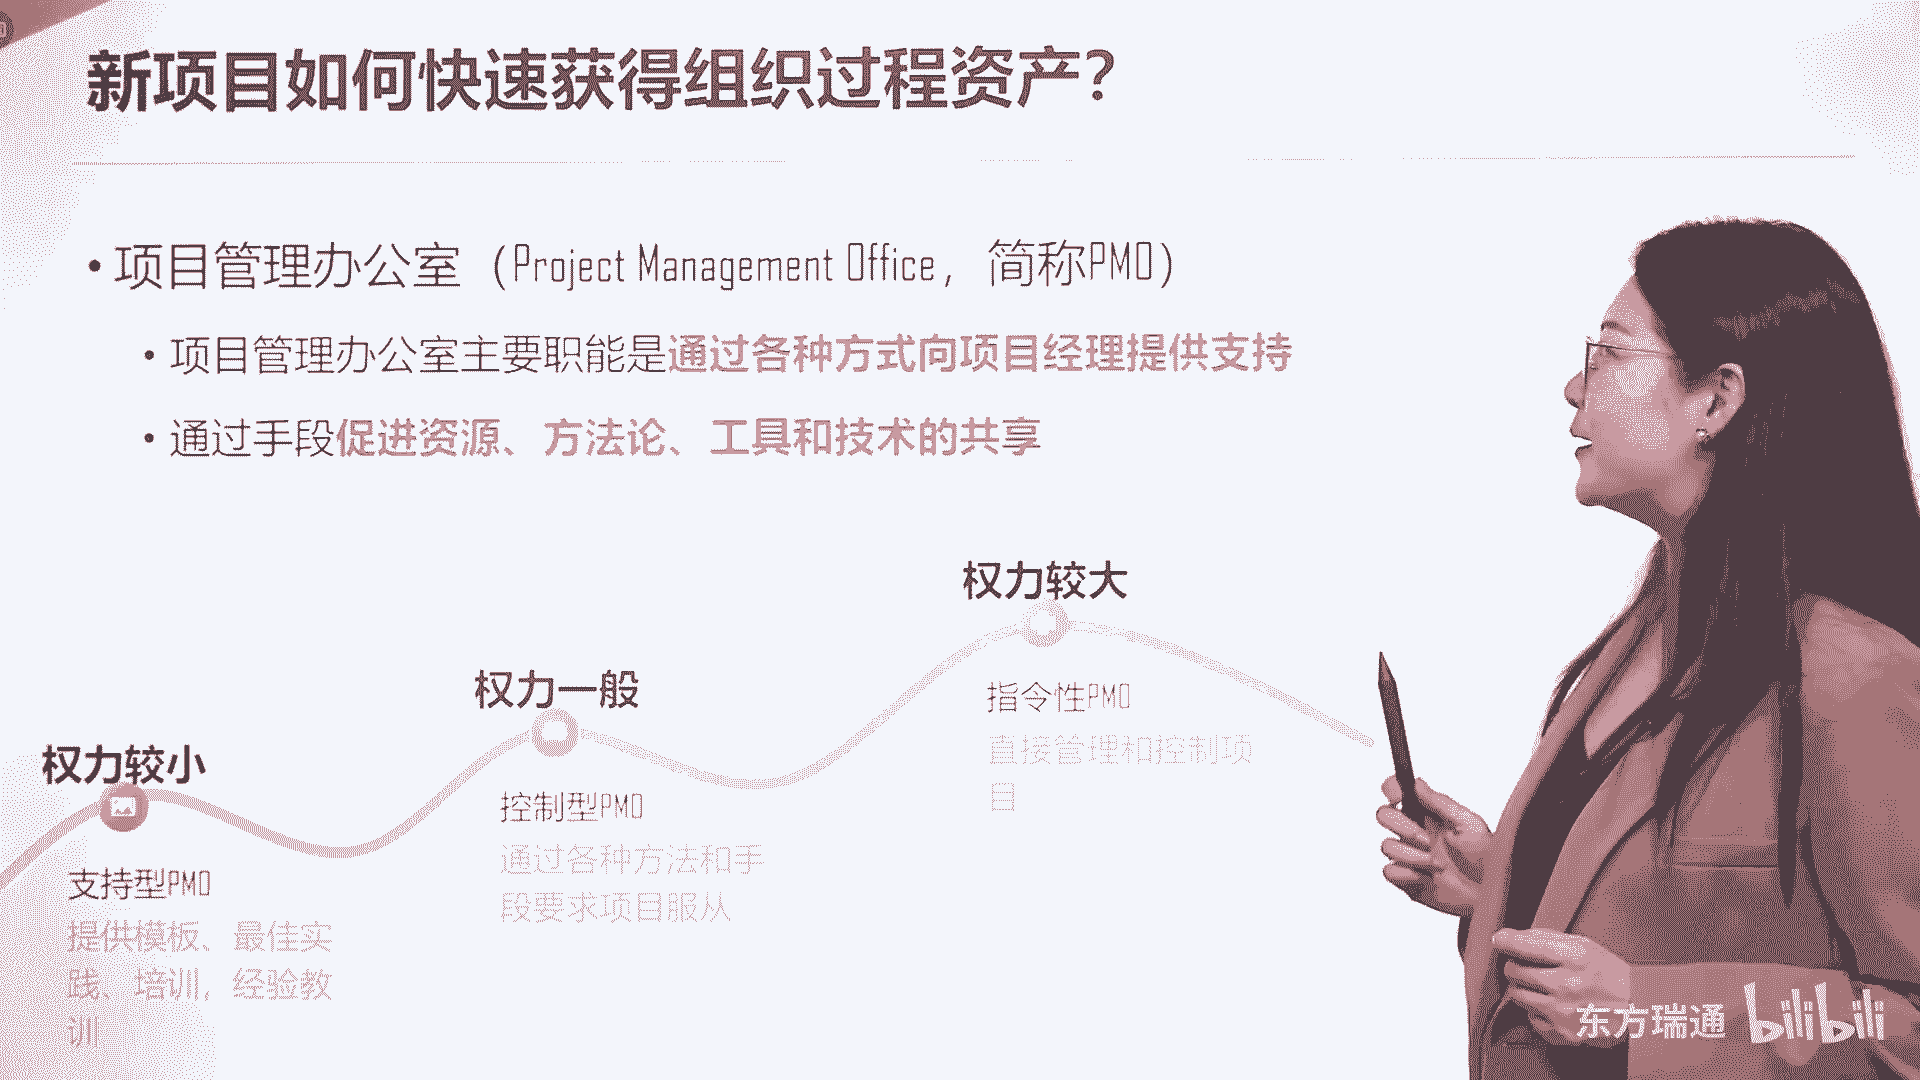 新项目如何快速获得组织过程资产？
•项目管理办公室（Project Management Office，简称PMO）
•项目管理办公室主要职能是通过各种方式向项目经理提供支持
•通过手段促进资源、方法论、工具和技术的共享
权力较小
支持型PMO
提供模板、最佳实
践、培训，经验教
训
权力一般
控制型PMO
通过各种方法和手
段要求项目服从
权力较大
指令性PMO
直接管理和控制项
目
东方瑞通 bilibili